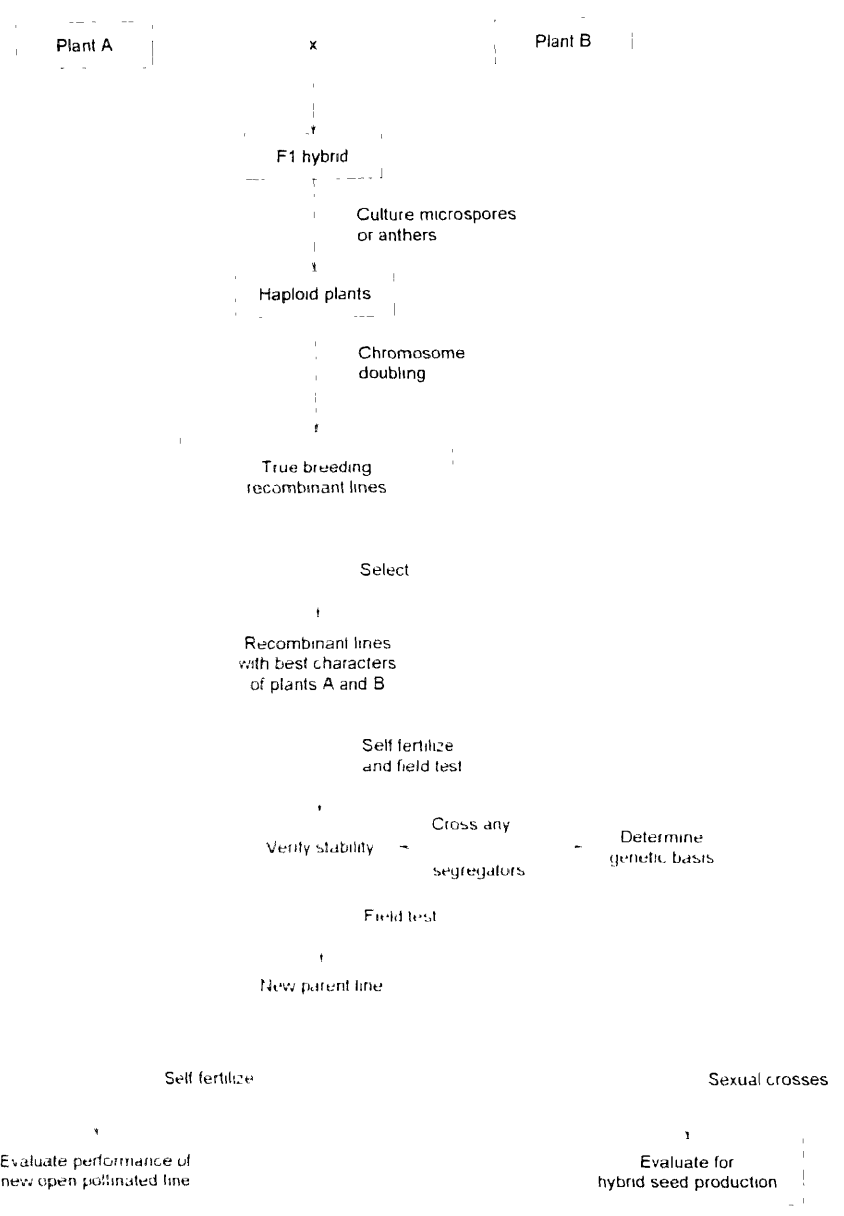 Plant A x Plant B
F1 hybrid
Culture microspores
or anthers
Haploid plants
Chromosome
doubling
True breeding
recombinant lines
Select
Recombinant lines
with best characters
of plants A and B
Self fertilize
and field test
Cross any
Verify stability
segregators
Determine
genetic basis
Field test
New parent line
Self fertilize
Sexual crosses
Evaluate performance of
new open pollinated line
Evaluate for
hybrid seed production